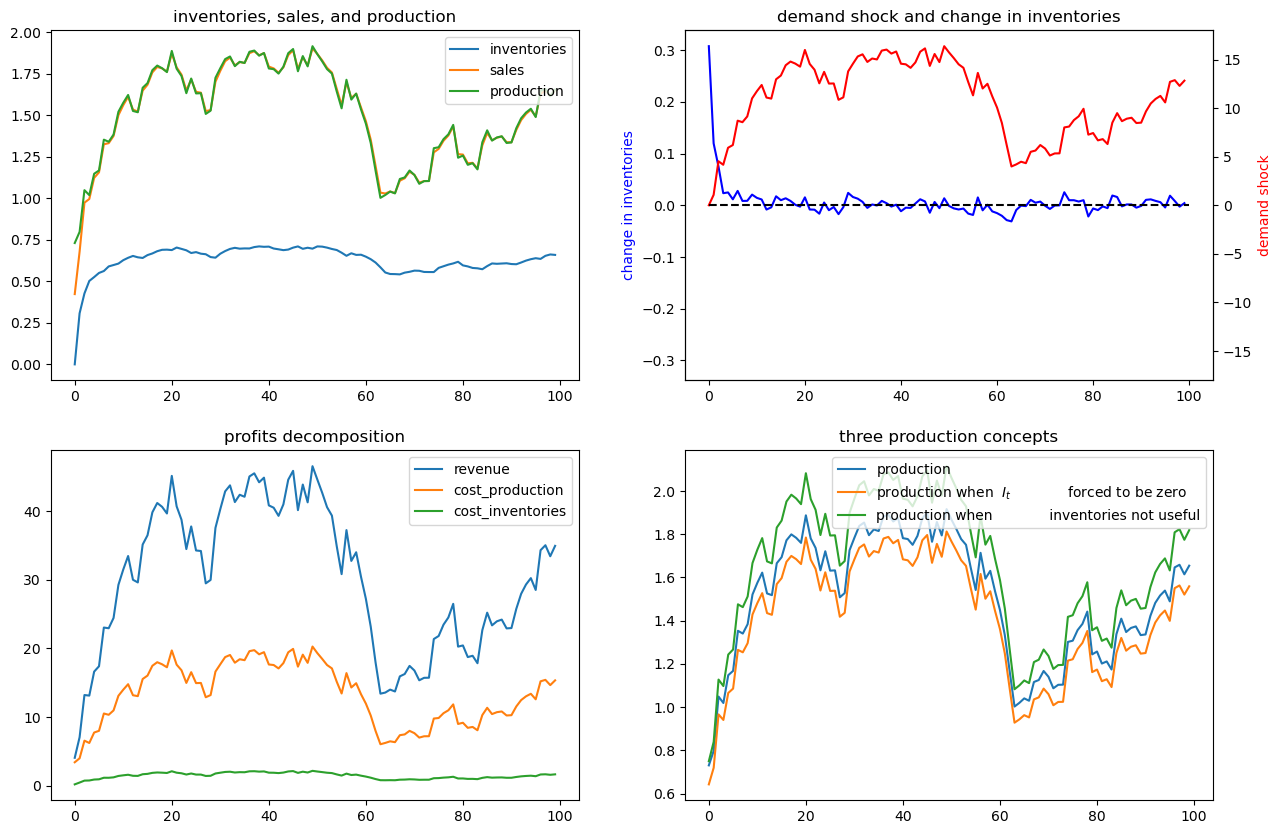 inventories, sales, and production
2.00
1.75
1.50
1.25
1.00
0.75
0.50
0.25
0.00
0 20 40 60 80 100
inventories
sales
production
demand shock and change in inventories
change in inventories
0.3
0.2
0.1
0.0
−0.1
−0.2
−0.3
0 20 40 60 80 100
15
10
5
0
−5
−10
−15
demand shock
profits decomposition
40
30
20
10
0
0 20 40 60 80 100
revenue
cost_production
cost_inventories
three production concepts
2.0
1.8
1.6
1.4
1.2
1.0
0.8
0.6
0 20 40 60 80 100
production
production when I_t forced to be zero
production when inventories not useful